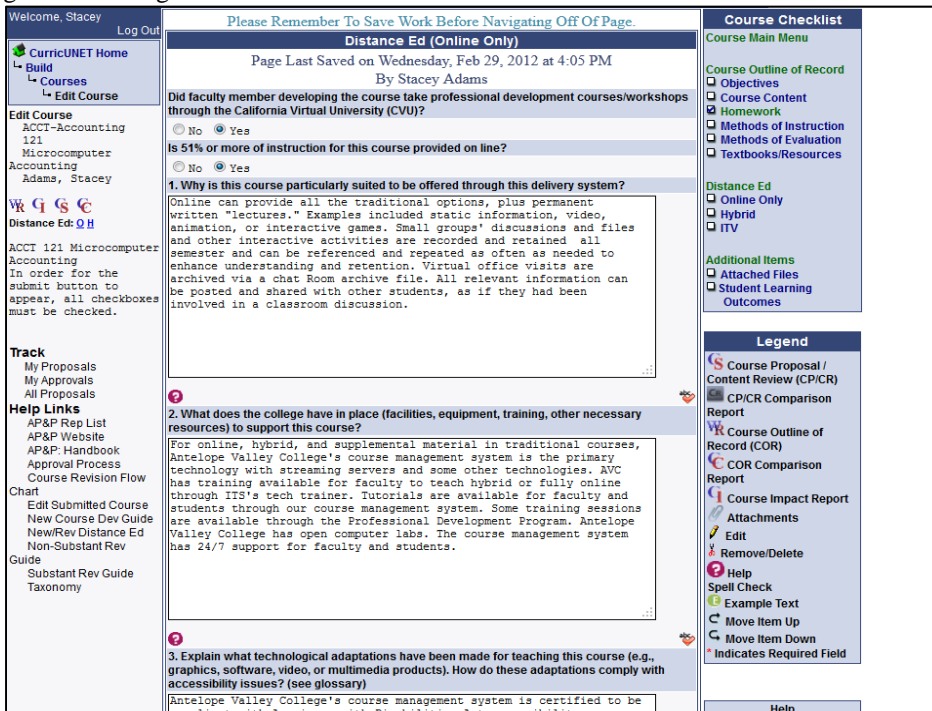 Welcome, Stacey
Log Out
CurricUNET Home
Build
Courses
Edit Course
Edit Course
ACCT-Accounting
121
Microcomputer
Accounting
Adams, Stacey
WR CI CS CC
Distance Ed: O H
ACCT 121 Microcomputer
Accounting
In order for the
submit button to
appear, all checkboxes
must be checked.
Track
My Proposals
My Approvals
All Proposals
Help Links
AP&P Rep List
AP&P Website
AP&P: Handbook
Approval Process
Course Revision Flow
Chart
Edit Submitted Course
New Course Dev Guide
New/Rev Distance Ed
Non-Substant Rev
Guide
Substant Rev Guide
Taxonomy
Please Remember To Save Work Before Navigating Off Of Page.
Distance Ed (Online Only)
Page Last Saved on Wednesday, Feb 29, 2012 at 4:05 PM
By Stacey Adams
Did faculty member developing the course take professional development courses/workshops
through the California Virtual University (CVU)?
No Yes
Is 51% or more of instruction for this course provided on line?
No Yes
1. Why is this course particularly suited to be offered through this delivery system?
Online can provide all the traditional options, plus permanent
written "lectures." Examples included static information, video,
animation, or interactive games. Small groups' discussions and files
and other interactive activities are recorded and retained all
semester and can be referenced and repeated as often as needed to
enhance understanding and retention. Virtual office visits are
archived via a chat Room archive file. All relevant information can
be posted and shared with other students, as if they had been
involved in a classroom discussion.
2. What does the college have in place (facilities, equipment, training, other necessary
resources) to support this course?
For online, hybrid, and supplemental material in traditional courses,
Antelope Valley College's course management system is the primary
technology with streaming servers and some other technologies. AVC
has training available for faculty to teach hybrid or fully online
through ITS's tech trainer. Tutorials are available for faculty and
students through our course management system. Some training sessions
are available through the Professional Development Program. Antelope
Valley College has open computer labs. The course management system
has 24/7 support for faculty and students.
3. Explain what technological adaptations have been made for teaching this course (e.g.,
graphics, software, video, or multimedia products). How do these adaptations comply with
accessibility issues? (see glossary)
Antelope Valley College's course management system is certified to be
Course Checklist
Course Main Menu
Course Outline of Record
Objectives
Course Content
Homework
Methods of Instruction
Methods of Evaluation
Textbooks/Resources
Distance Ed
Online Only
Hybrid
ITV
Additional Items
Attached Files
Student Learning
Outcomes
Legend
Course Proposal /
Content Review (CP/CR)
CP/CR Comparison
Report
Course Outline of
Record (COR)
COR Comparison
Report
Course Impact Report
Attachments
Edit
Remove/Delete
Help
Spell Check
Example Text
Move Item Up
Move Item Down
* Indicates Required Field
Help